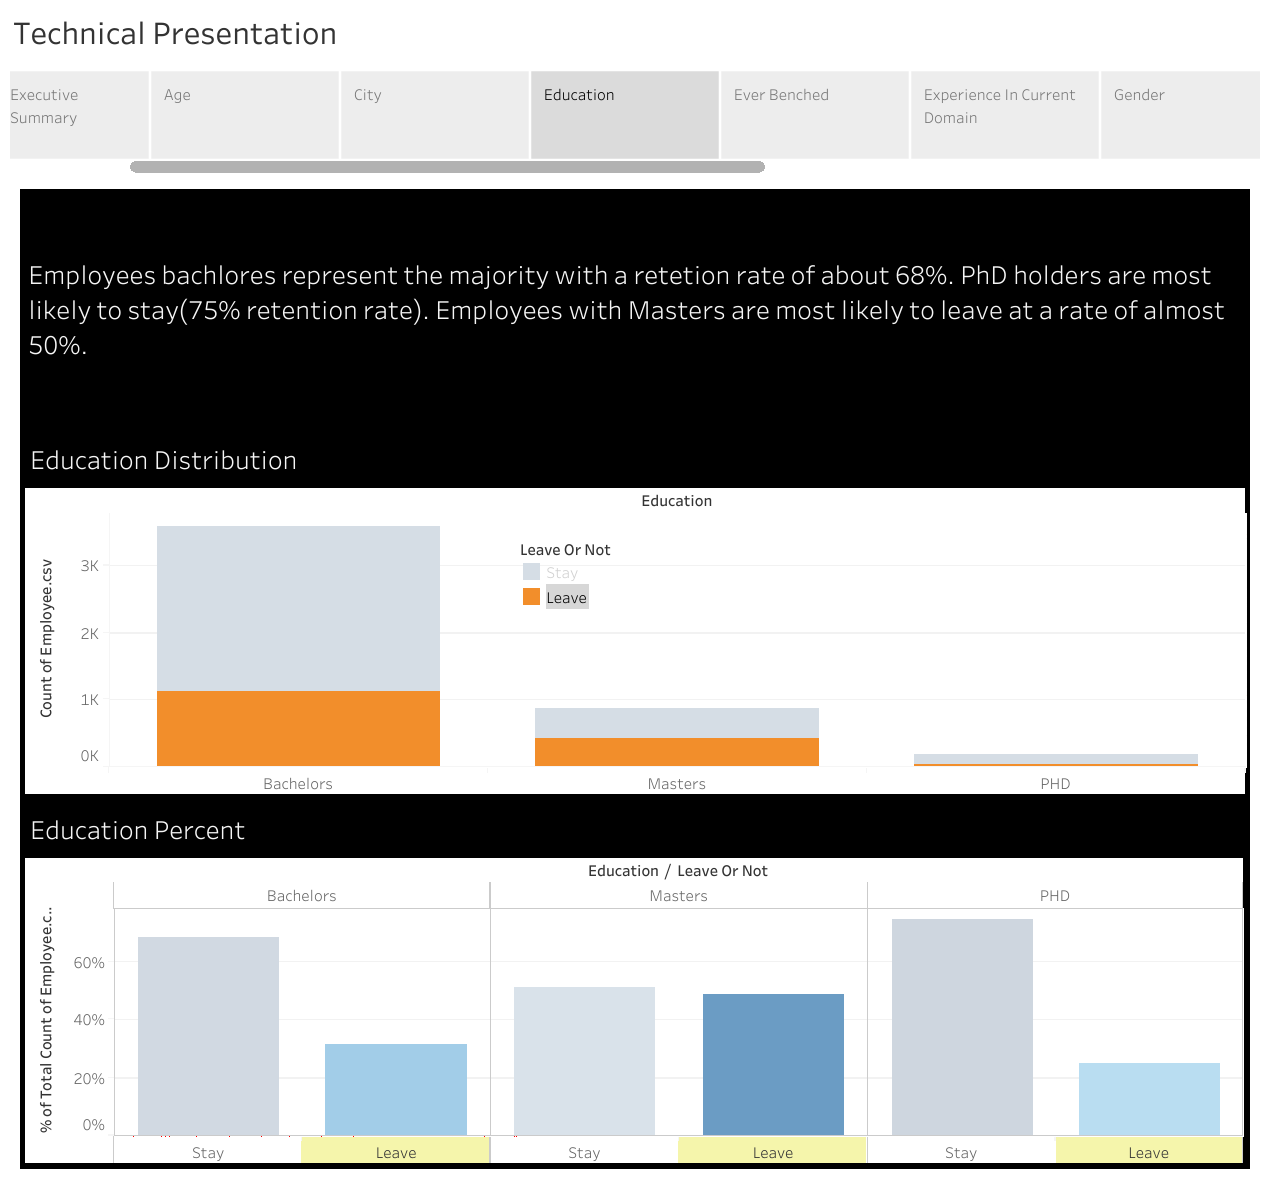 Technical Presentation
Executive
Summary
Age
City
Education
Ever Benched
Experience In Current
Domain
Gender
Employees bachlores represent the majority with a retetion rate of about 68%. PhD holders are most
likely to stay(75% retention rate). Employees with Masters are most likely to leave at a rate of almost
50%.
Education Distribution
Education
Count of Employee.csv
3K
2K
1K
0K
Leave Or Not
Stay
Leave
Bachelors
Masters
PHD
Education Percent
Education / Leave Or Not
Bachelors
Masters
PHD
% of Total Count of Employee.c..
60%
40%
20%
0%
Stay
Leave
Stay
Leave
Stay
Leave